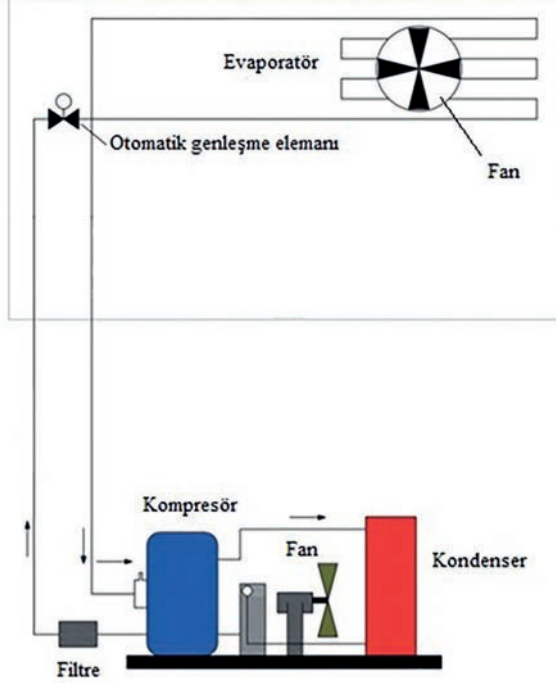 Evaporatör
Otomatik genleşme elemanı
Fan
Kompresör
Fan
Kondenser
Filtre